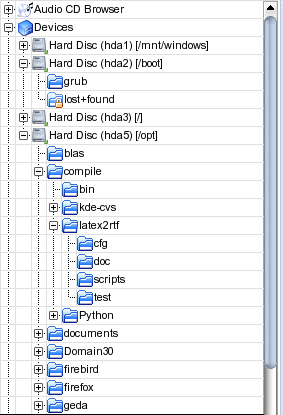 Audio CD Browser
Devices
Hard Disc (hda1) [/mnt/windows]
Hard Disc (hda2) [/boot]
grub
lost+found
Hard Disc (hda3) [/]
Hard Disc (hda5) [/opt]
blas
compile
bin
kde-cvs
latex2rtf
cfg
doc
scripts
test
Python
documents
Domain30
firebird
firefox
geda